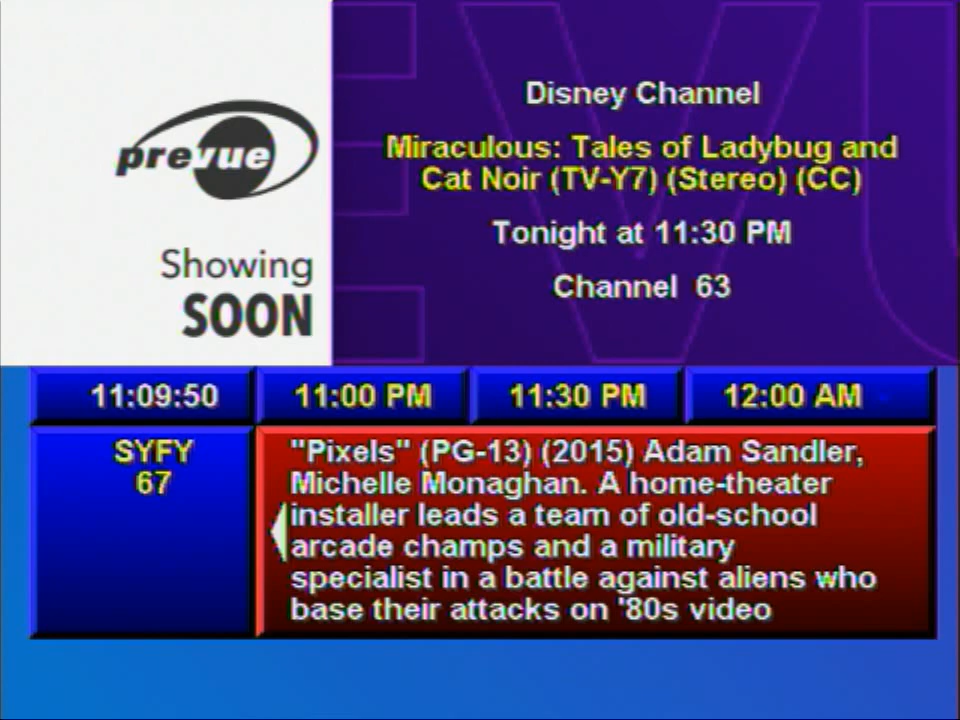 prevue
Showing
SOON
Disney Channel
Miraculous: Tales of Ladybug and
Cat Noir (TV-Y7) (Stereo) (CC)
Tonight at 11:30 PM
Channel 63
11:09:50 11:00 PM 11:30 PM 12:00 AM
SYFY
67
"Pixels" (PG-13) (2015) Adam Sandler,
Michelle Monaghan. A home-theater
installer leads a team of old-school
arcade champs and a military
specialist in a battle against aliens who
base their attacks on '80s video